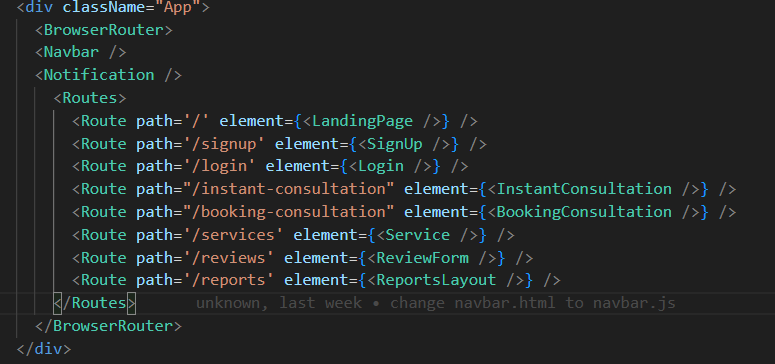 <div className="App">
<BrowserRouter>
<Navbar />
<Notification />
<Routes>
<Route path='/' element={<LandingPage />} />
<Route path='/signup' element={<SignUp />} />
<Route path='/login' element={<Login />} />
<Route path="/instant-consultation" element={<InstantConsultation />} />
<Route path="/booking-consultation" element={<BookingConsultation />} />
<Route path='/services' element={<Service />} />
<Route path='/reviews' element={<ReviewForm />} />
<Route path='/reports' element={<ReportsLayout />} />
</Routes> unknown, last week • change navbar.html to navbar.js
</BrowserRouter>
</div>